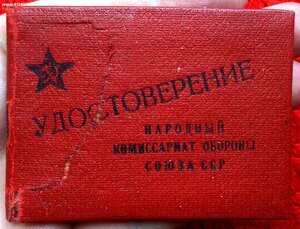 УДОСТОВЕРЕНИЕ
НАРОДНЫЙ
КОМИССАРИАТ ОБОРОНЫ
СОЮЗА ССР